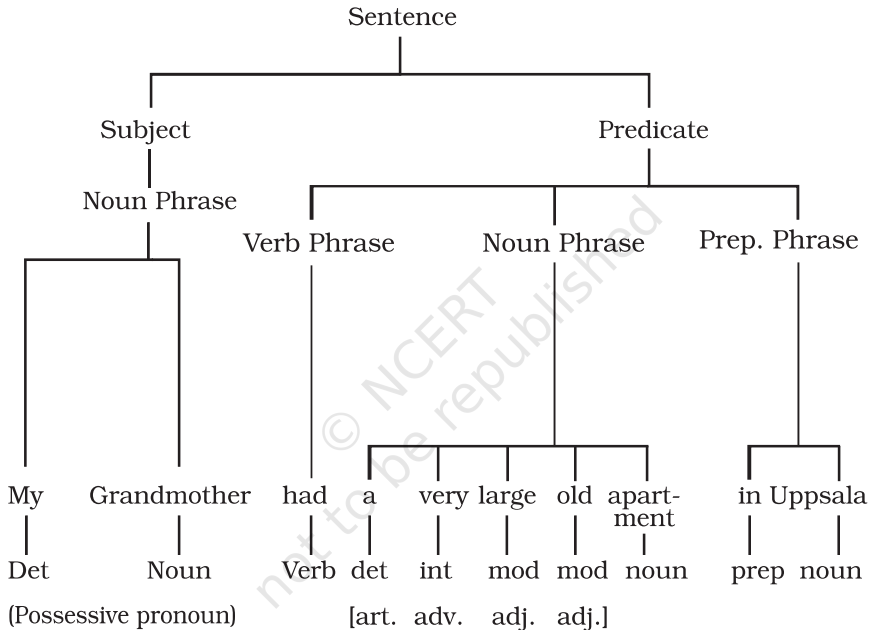 Sentence
Subject Predicate
Noun Phrase
Verb Phrase Noun Phrase Prep. Phrase
My Grandmother had a very large old apart-
ment
in Uppsala
Det Noun Verb det int mod mod noun prep noun
(Possessive pronoun) [art. adv. adj. adj.]
© NCERT
not to be republished